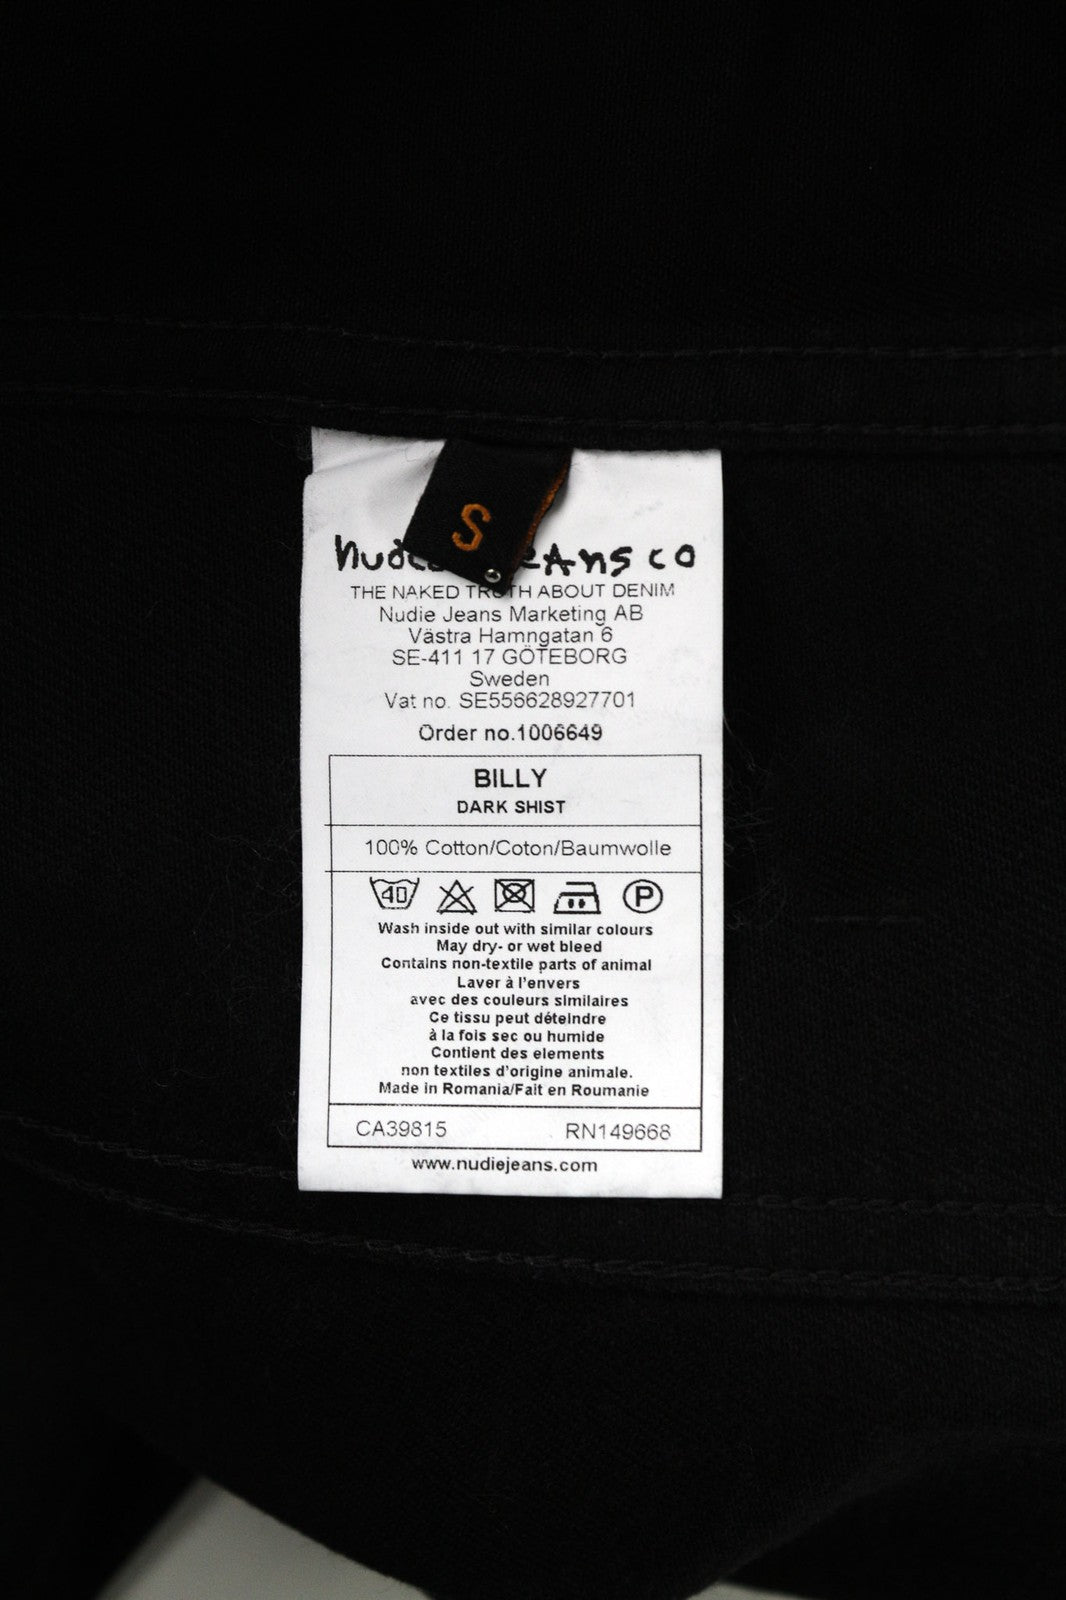 S
Co
THE NAKED TRUTH ABOUT DENIM
Nudie Jeans Marketing AB
Västra Hamngatan 6
SE-411 17 GÖTEBORG
Sweden
Vat no. SE556628927701
Order no.1006649
BILLY
DARK SHIST
100% Cotton/Coton/Baumwolle
40 P
Wash inside out with similar colours
May dry- or wet bleed
Contains non-textile parts of animal
Laver à l'envers
avec des couleurs similaires
Ce tissu peut déteindre
à la fois sec ou humide
Contient des elements
non textiles d'origine animale.
Made in Romania/Fait en Roumanie
CA39815 RN149668
www.nudiejeans.com